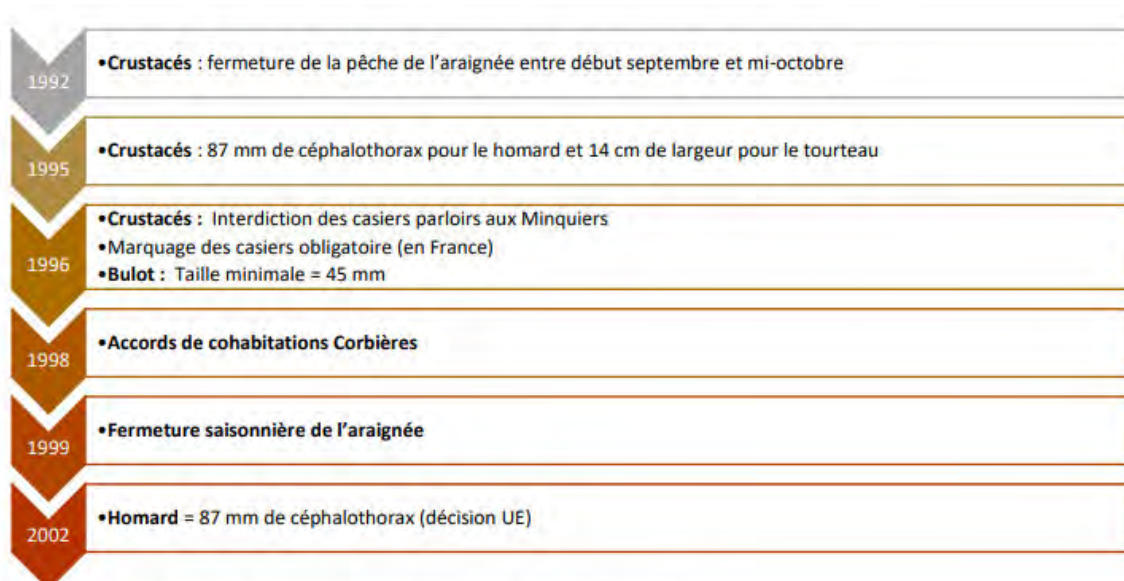 1992
•Crustacés : fermeture de la pêche de l'araignée entre début septembre et mi-octobre
1995
•Crustacés : 87 mm de céphalothorax pour le homard et 14 cm de largeur pour le tourteau
1996
•Crustacés : Interdiction des casiers parloirs aux Minquiers
•Marquage des casiers obligatoire (en France)
•Bulot : Taille minimale = 45 mm
1998
•Accords de cohabitations Corbières
1999
•Fermeture saisonnière de l'araignée
2002
•Homard = 87 mm de céphalothorax (décision UE)